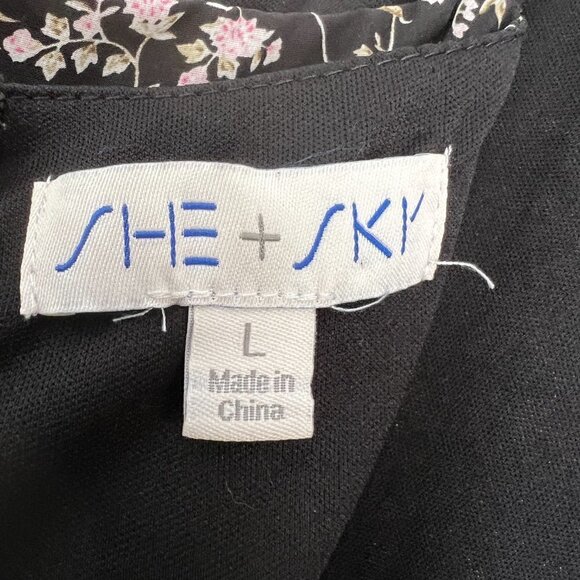 SHE + SKY
L
Made in
China